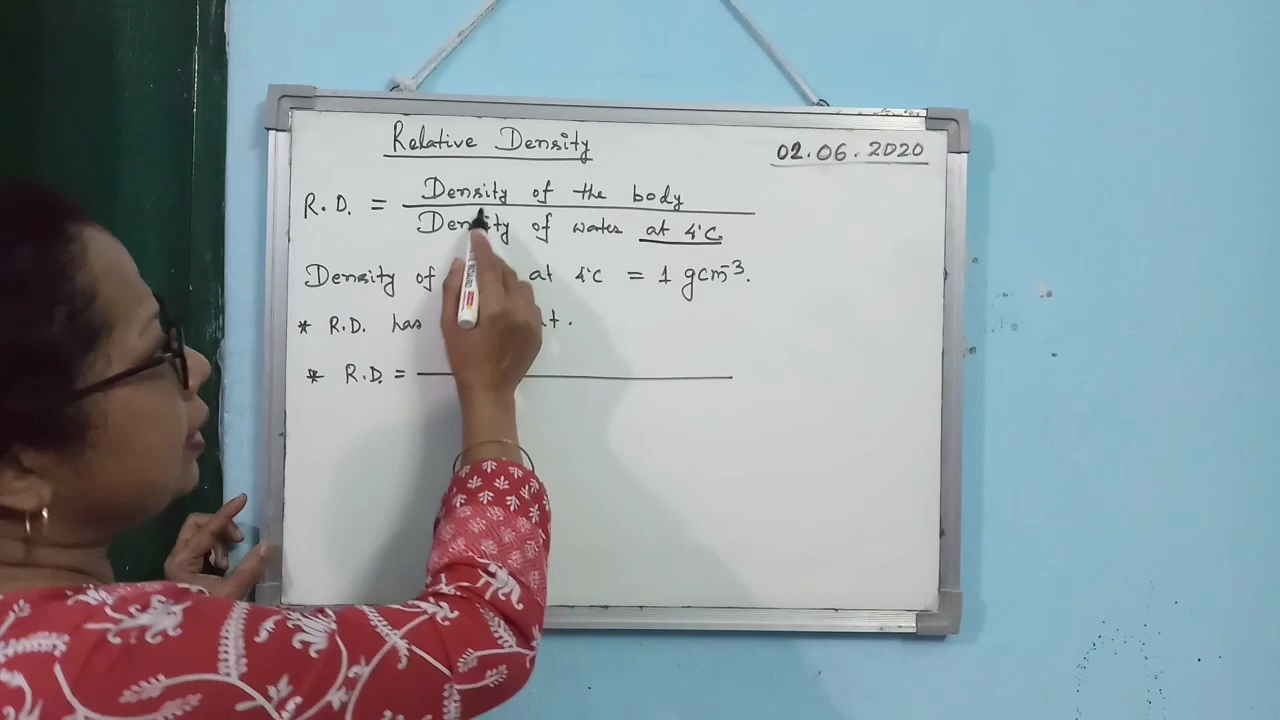 Relative Density
02.06.2020
R.D. = Density of the body
Density of water at 4°C.
Density of at 4°C = 1 gcm⁻³.
* R.D. has
* R.D. =